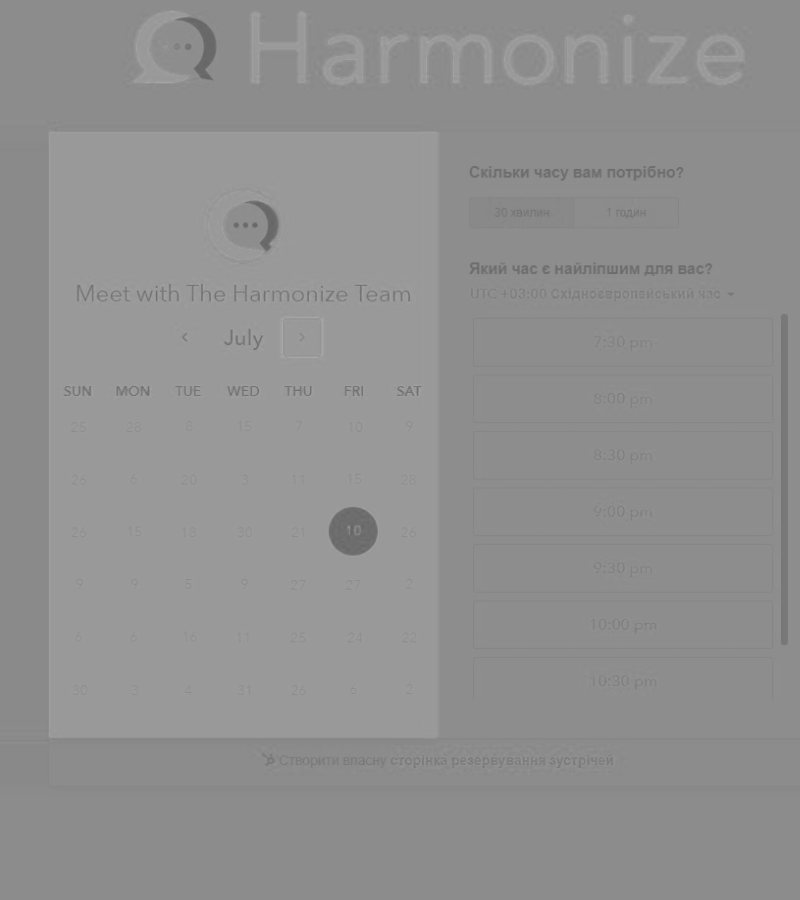 Harmonize
Meet with The Harmonize Team
July
SUN MON TUE WED THU FRI SAT
25 28 8 15 7 10 9
26 6 20 3 11 15 28
26 15 18 30 21 10 26
9 9 3 9 27 27 2
6 6 16 11 25 24 22
30 3 4 31 26 6 2
Скільки часу вам потрібно?
30 хвилин 1 годин
Який час є найліпшим для вас?
UTC +03:00 Східноєвропейський час
7:30 pm
8:00 pm
8:30 pm
9:00 pm
9:30 pm
10:00 pm
10:30 pm
Створити власну сторінка резервування зустрічей